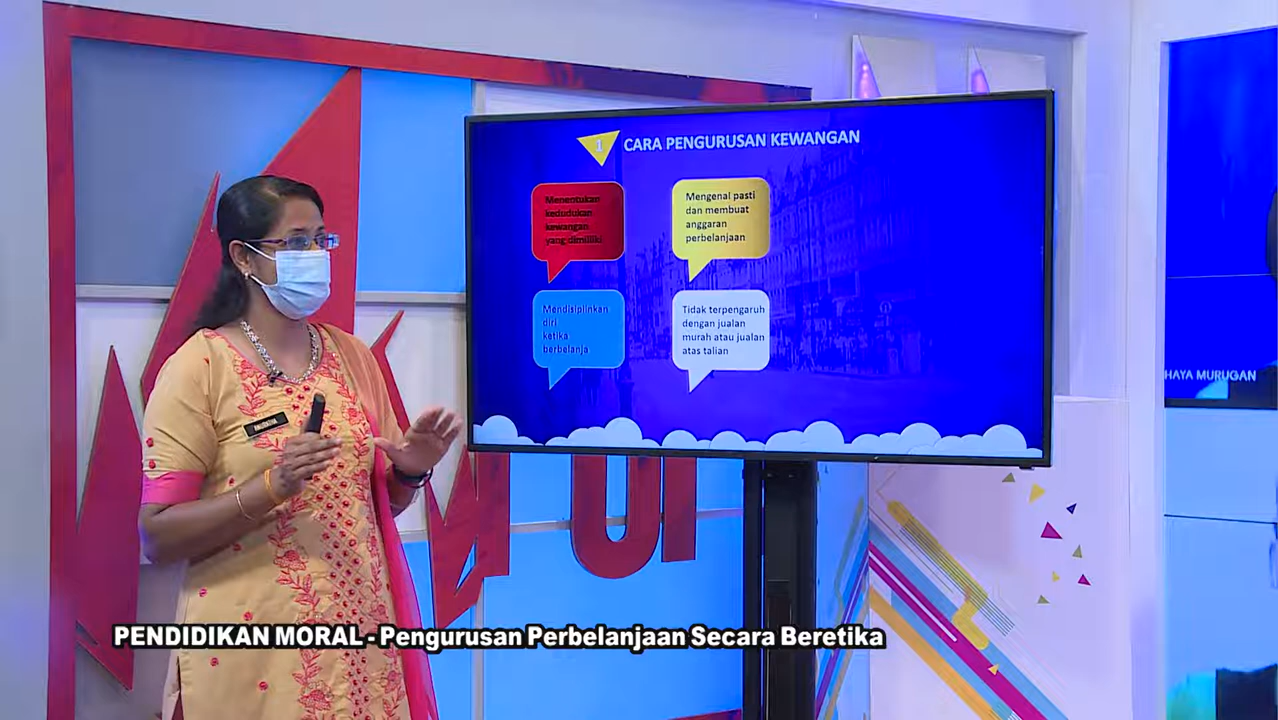 1 CARA PENGURUSAN KEWANGAN
Menentukan
kedudukan
kewangan
yang dimiliki
Mengenal pasti
dan membuat
anggaran
perbelanjaan
Mendisiplinkan
diri
ketika
berbelanja
Tidak terpengaruh
dengan jualan
murah atau jualan
atas talian
HAYA MURUGAN
PENDIDIKAN MORAL - Pengurusan Perbelanjaan Secara Beretika